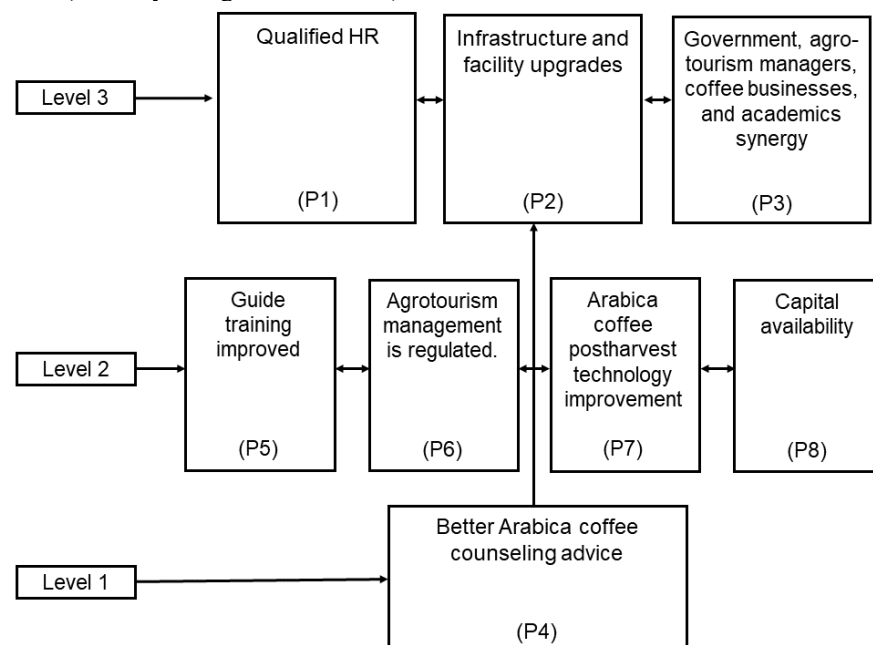 Qualified HR
(P1)
Infrastructure and
facility upgrades
(P2)
Government, agro-
tourism managers,
coffee businesses,
and academics
synergy
(P3)
Level 3
Guide
training
improved
(P5)
Agrotourism
management
is regulated.
(P6)
Arabica
coffee
postharvest
technology
improvement
(P7)
Capital
availability
(P8)
Level 2
Better Arabica coffee
counseling advice
(P4)
Level 1